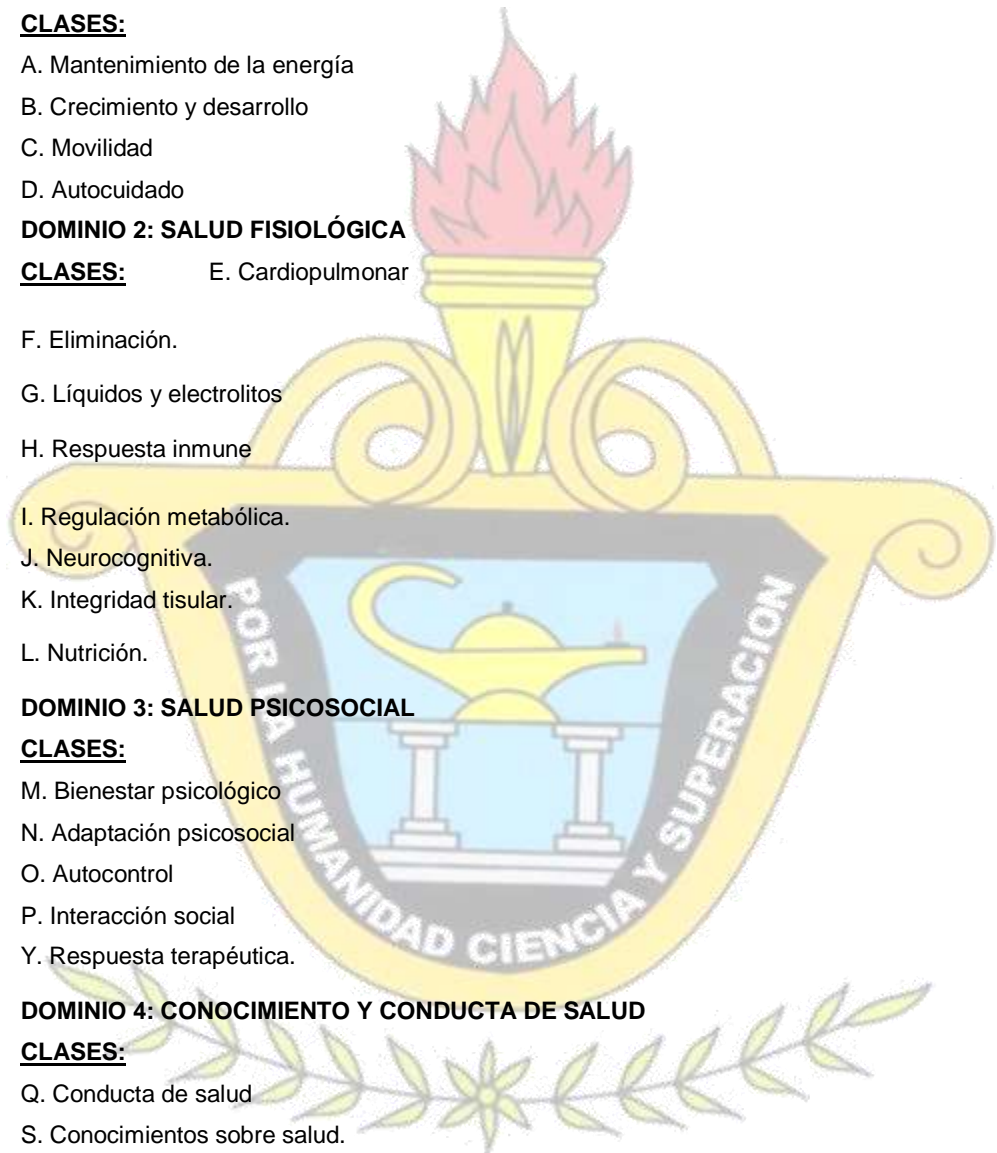 CLASES:
A. Mantenimiento de la energía
B. Crecimiento y desarrollo
C. Movilidad
D. Autocuidado
DOMINIO 2: SALUD FISIOLÓGICA
CLASES: E. Cardiopulmonar
F. Eliminación.
G. Líquidos y electrolitos
H. Respuesta inmune
I. Regulación metabólica.
J. Neurocognitiva.
K. Integridad tisular.
L. Nutrición.
DOMINIO 3: SALUD PSICOSOCIAL
CLASES:
M. Bienestar psicológico
N. Adaptación psicosocial
O. Autocontrol
P. Interacción social
Y. Respuesta terapéutica.
DOMINIO 4: CONOCIMIENTO Y CONDUCTA DE SALUD
CLASES:
Q. Conducta de salud
S. Conocimientos sobre salud.
POR LA HUMANIDAD CIENCIA Y SUPERACION